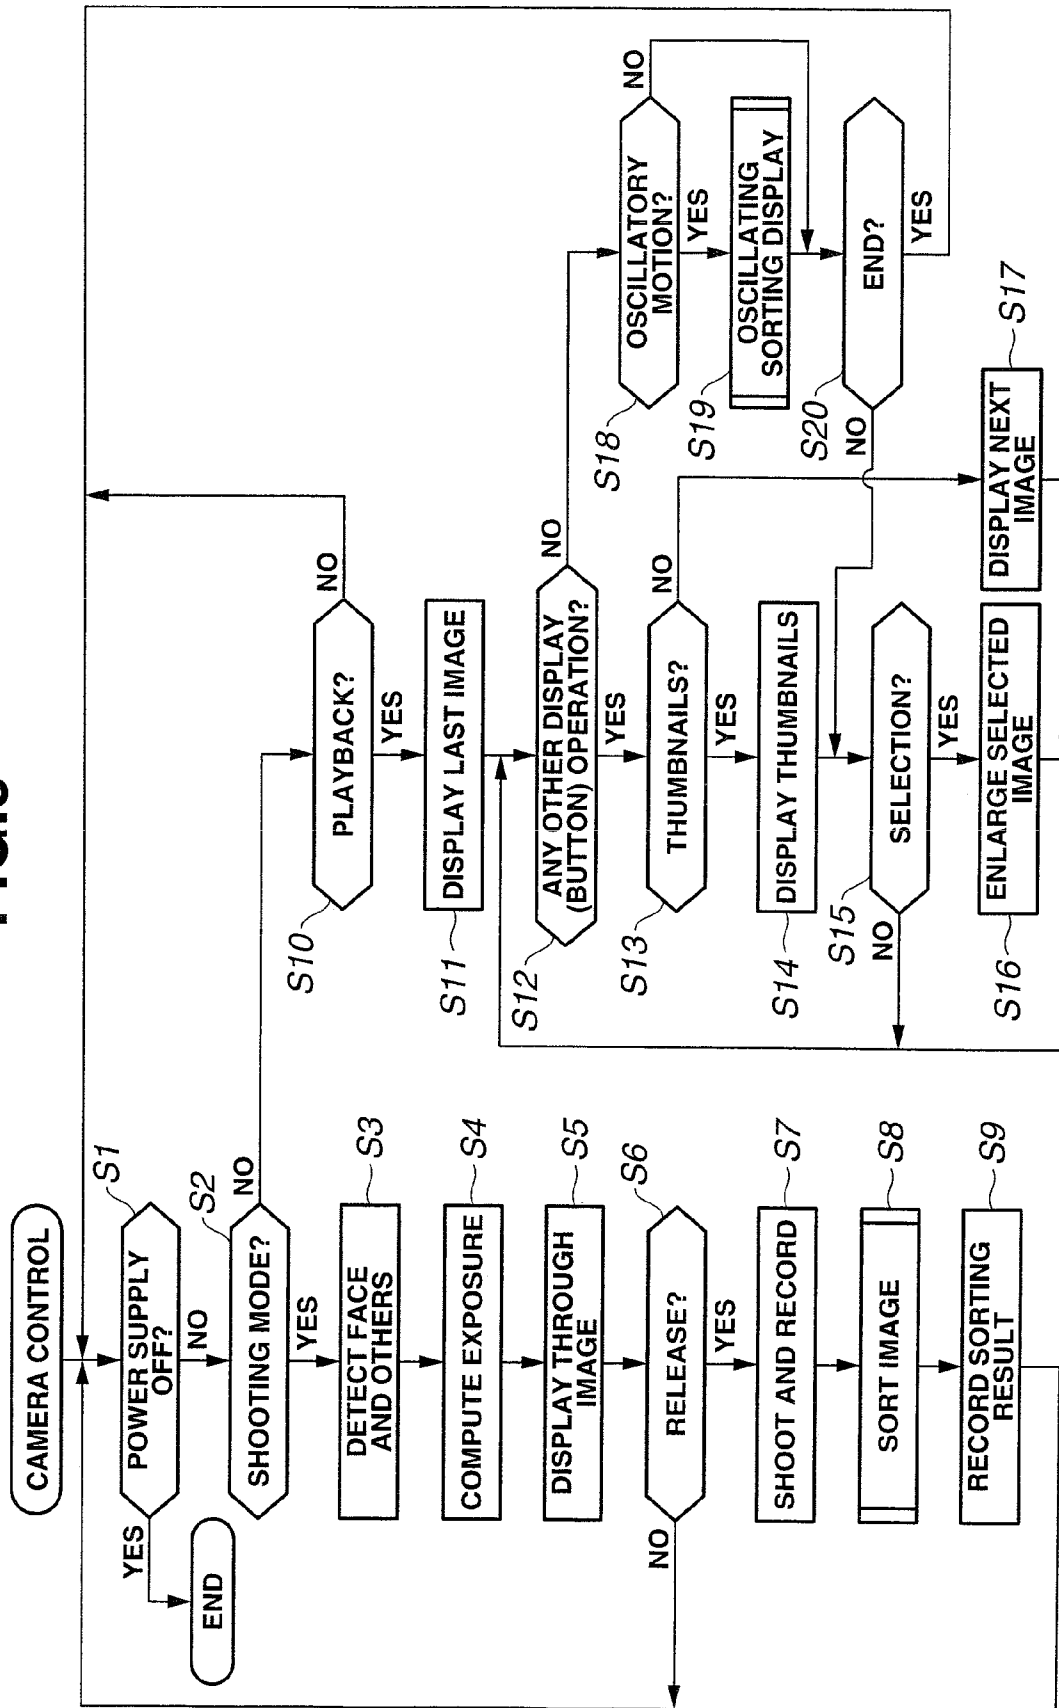 CAMERA CONTROL
S1
POWER SUPPLY
OFF?
YES
NO
END
S2
SHOOTING MODE?
NO
YES
S3
DETECT FACE
AND OTHERS
S4
COMPUTE EXPOSURE
S5
DISPLAY THROUGH
IMAGE
S6
RELEASE?
NO
YES
S7
SHOOT AND RECORD
S8
SORT IMAGE
S9
RECORD SORTING
RESULT
S10
PLAYBACK?
NO
YES
S11
DISPLAY LAST IMAGE
S12
ANY OTHER DISPLAY
(BUTTON) OPERATION?
NO
YES
S13
THUMBNAILS?
NO
YES
S14
DISPLAY THUMBNAILS
S15
SELECTION?
NO
YES
S16
ENLARGE SELECTED
IMAGE
S17
DISPLAY NEXT
IMAGE
S18
OSCILLATORY
MOTION?
NO
YES
S19
OSCILLATING
SORTING DISPLAY
S20
END?
NO
YES